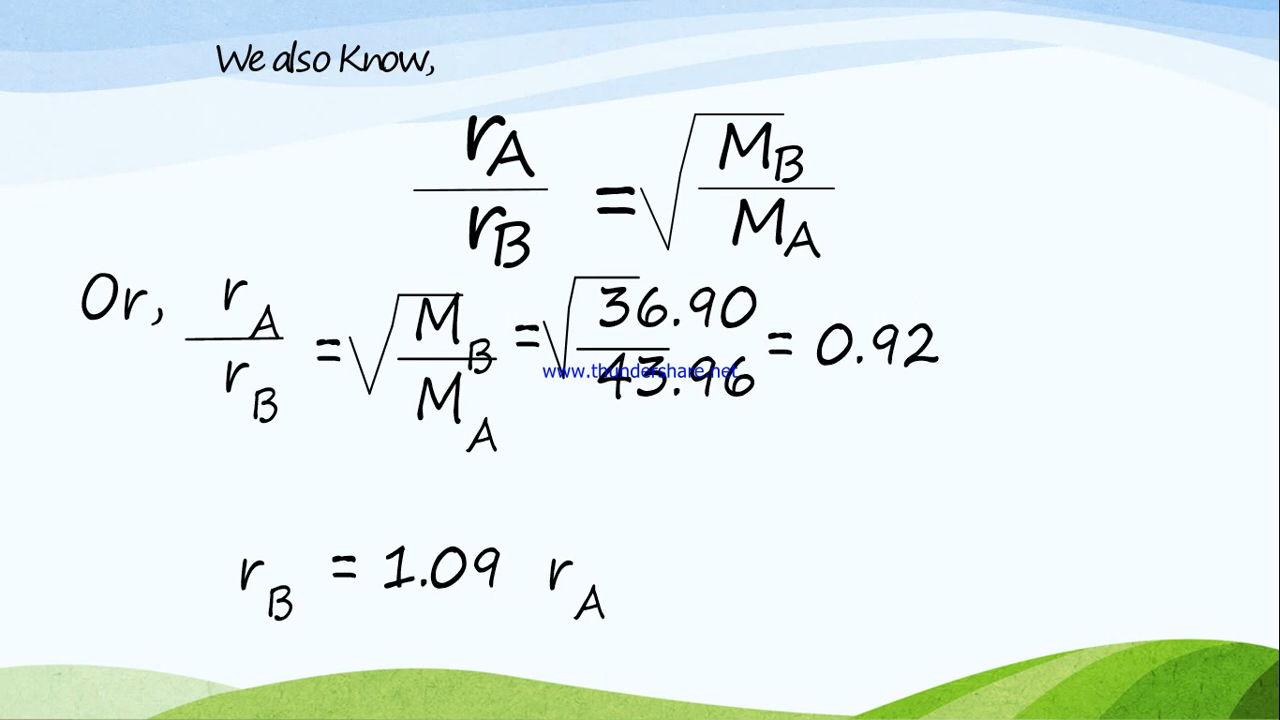 We also Know,
rA / rB = √ MB / MA
Or, rA / rB = √ MB / MA = √ 36.90 / 43.96 = 0.92
www.thundershare.net
rB = 1.09 rA